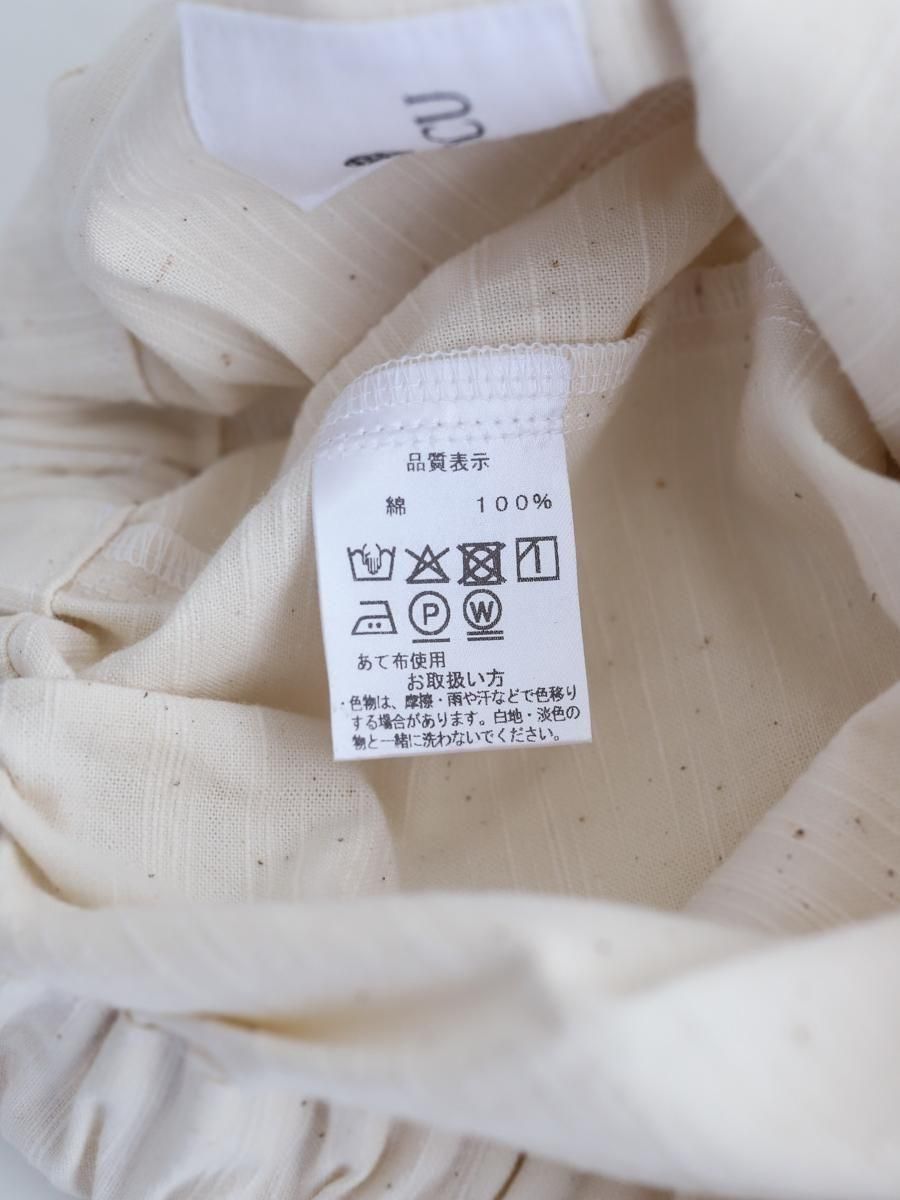 品質表示
綿 100%
P W
あて布使用
お取扱い方
・色物は、摩擦・雨や汗などで色移り
する場合があります。白地・淡色の
物と一緒に洗わないでください。